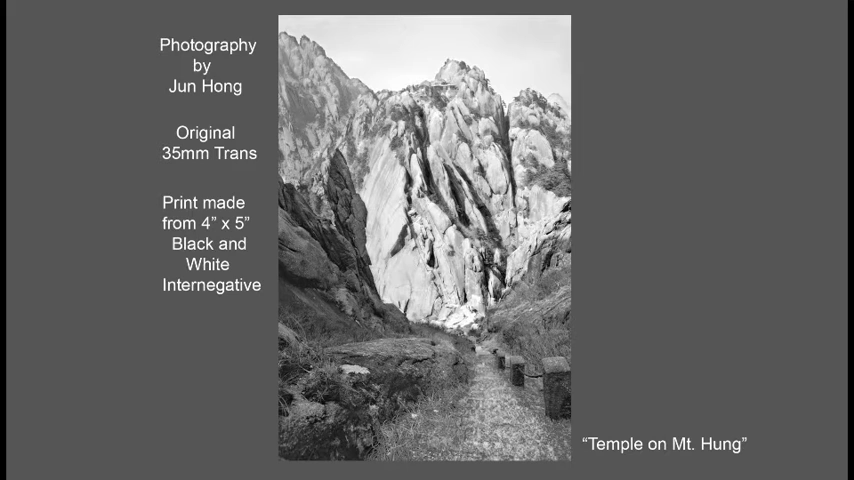 Photography
by
Jun Hong
Original
35mm Trans
Print made
from 4” x 5”
Black and
White
Internegative
“Temple on Mt. Hung”